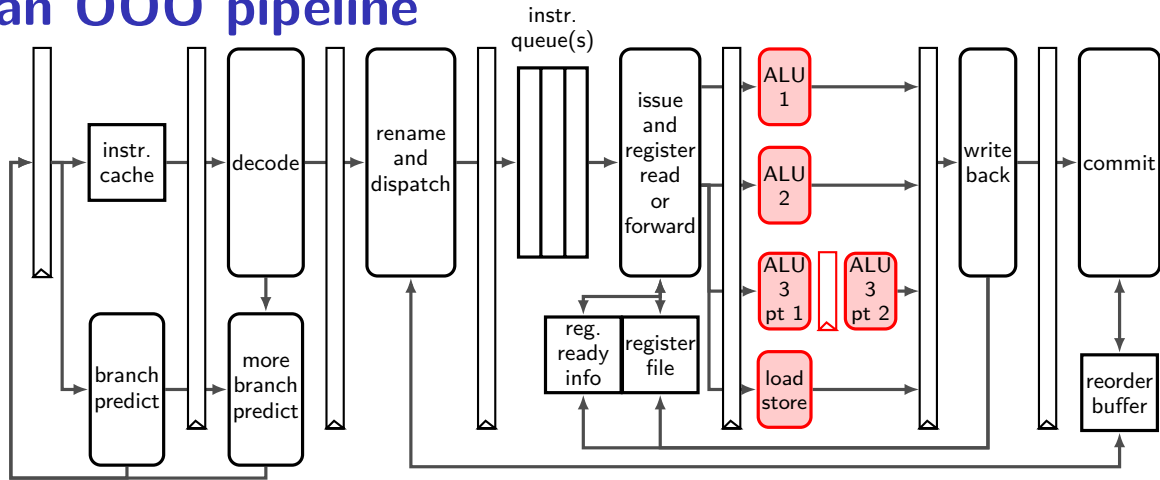 an OOO pipeline
instr.
queue(s)
instr.
cache
decode
rename
and
dispatch
issue
and
register
read
or
forward
ALU
1
ALU
2
ALU
3
pt 1
ALU
3
pt 2
load
store
write
back
commit
branch
predict
more
branch
predict
reg.
ready
info
register
file
reorder
buffer